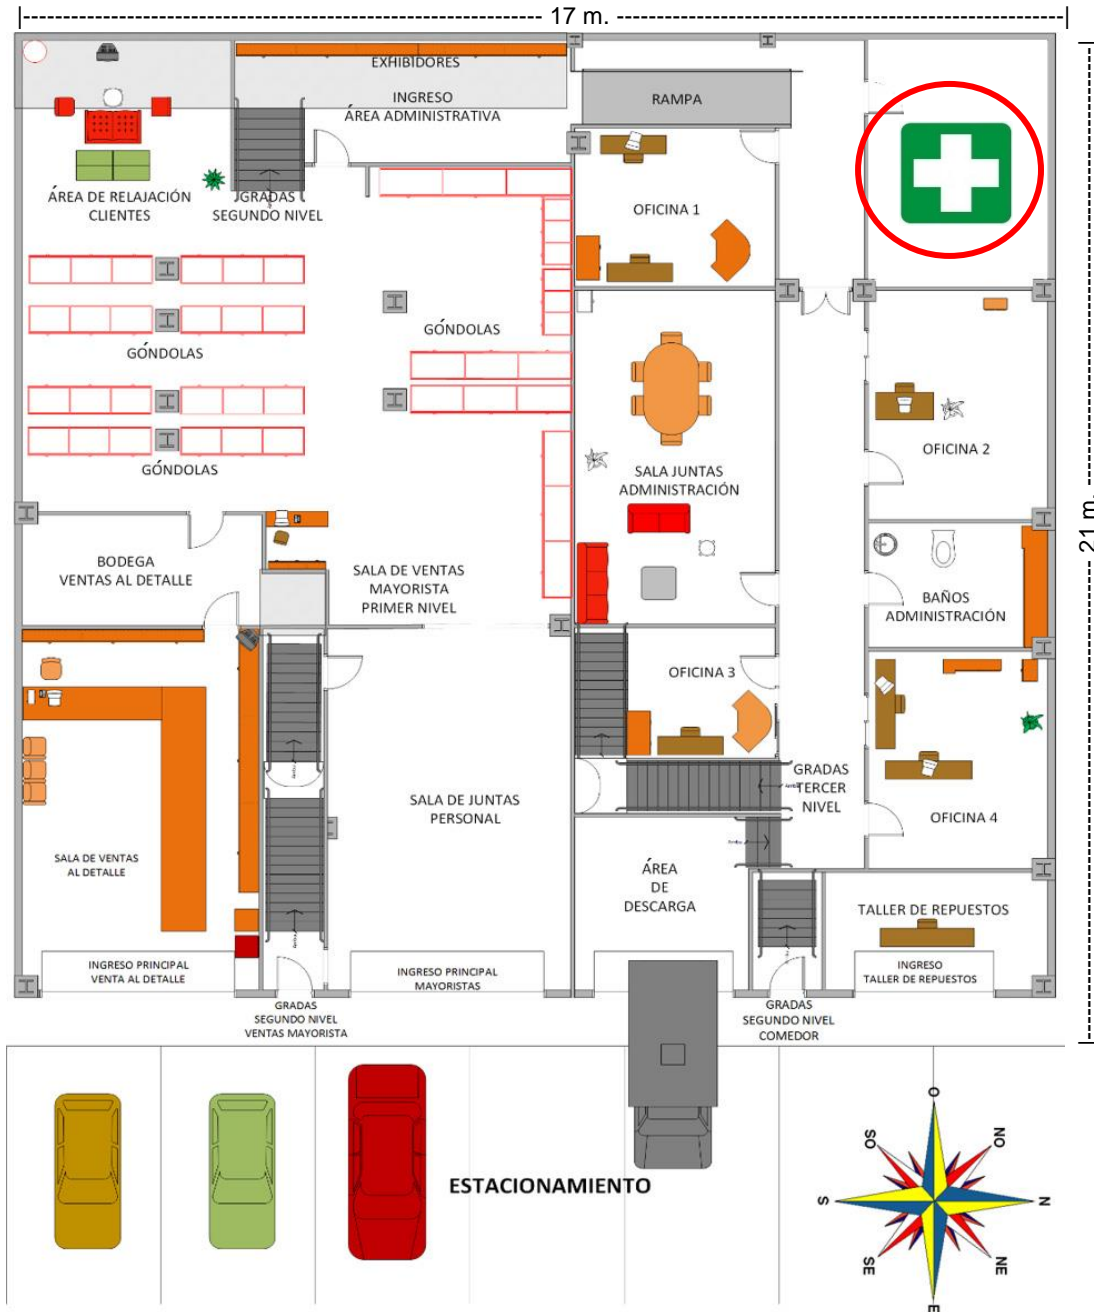 17 m.
EXHIBIDORES
INGRESO
ÁREA ADMINISTRATIVA
RAMPA
ÁREA DE RELAJACIÓN
CLIENTES
GRADAS
SEGUNDO NIVEL
OFICINA 1
GÓNDOLAS
GÓNDOLAS
GÓNDOLAS
SALA JUNTAS
ADMINISTRACIÓN
OFICINA 2
21 m.
BODEGA
VENTAS AL DETALLE
SALA DE VENTAS
MAYORISTA
PRIMER NIVEL
BAÑOS
ADMINISTRACIÓN
OFICINA 3
GRADAS
TERCER
NIVEL
SALA DE JUNTAS
PERSONAL
OFICINA 4
SALA DE VENTAS
AL DETALLE
ÁREA
DE
DESCARGA
TALLER DE REPUESTOS
INGRESO PRINCIPAL
VENTA AL DETALLE
INGRESO PRINCIPAL
MAYORISTAS
INGRESO
TALLER DE REPUESTOS
GRADAS
SEGUNDO NIVEL
VENTAS MAYORISTA
GRADAS
SEGUNDO NIVEL
COMEDOR
ESTACIONAMIENTO
O
SO
NO
S
N
SE
NE
E